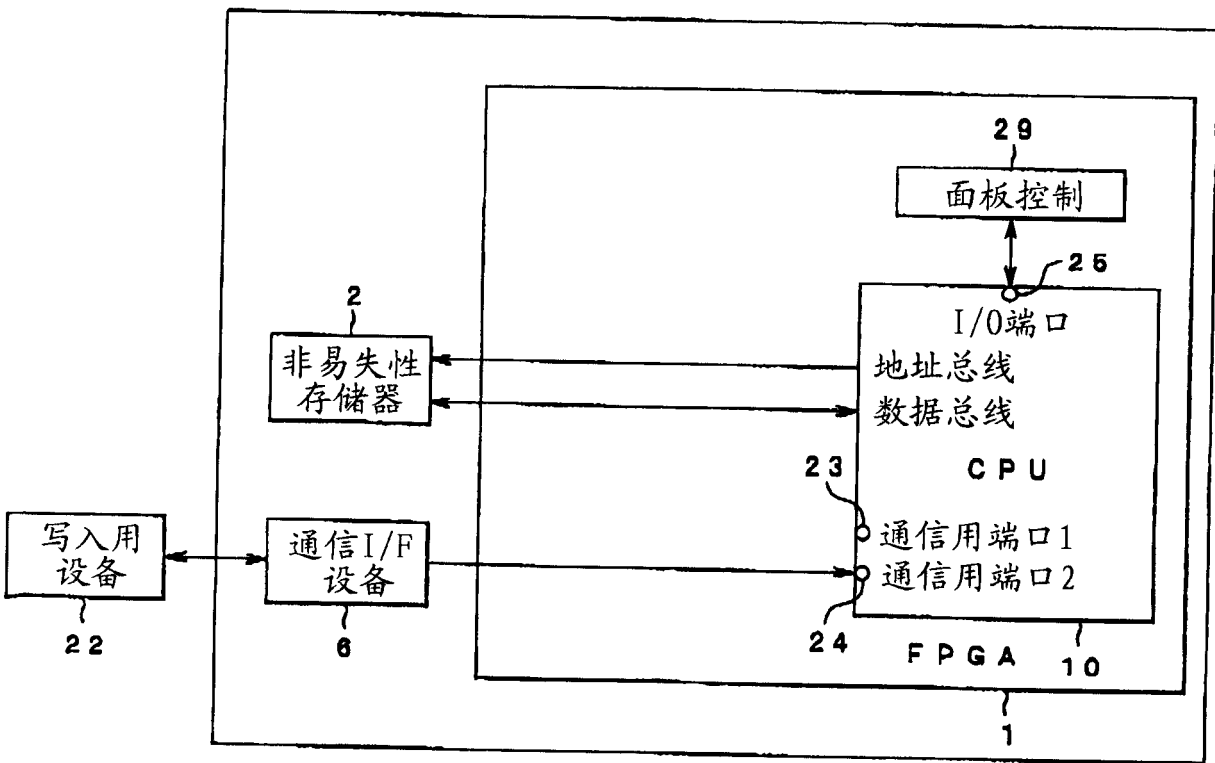 29
面板控制
25
I/O端口
2
非易失性
存储器
地址总线
数据总线
CPU
23
写入用
设备
通信I/F
设备
通信用端口1
通信用端口2
22
6
24
FPGA
10
1